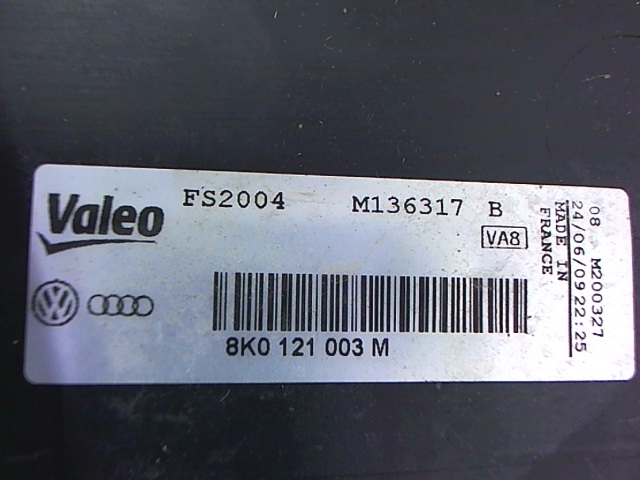 Valeo
FS2004 M136317 B
VA8
8K0 121 003 M
08 M200327
24/06/09 22:25
MADE IN
FRANCE